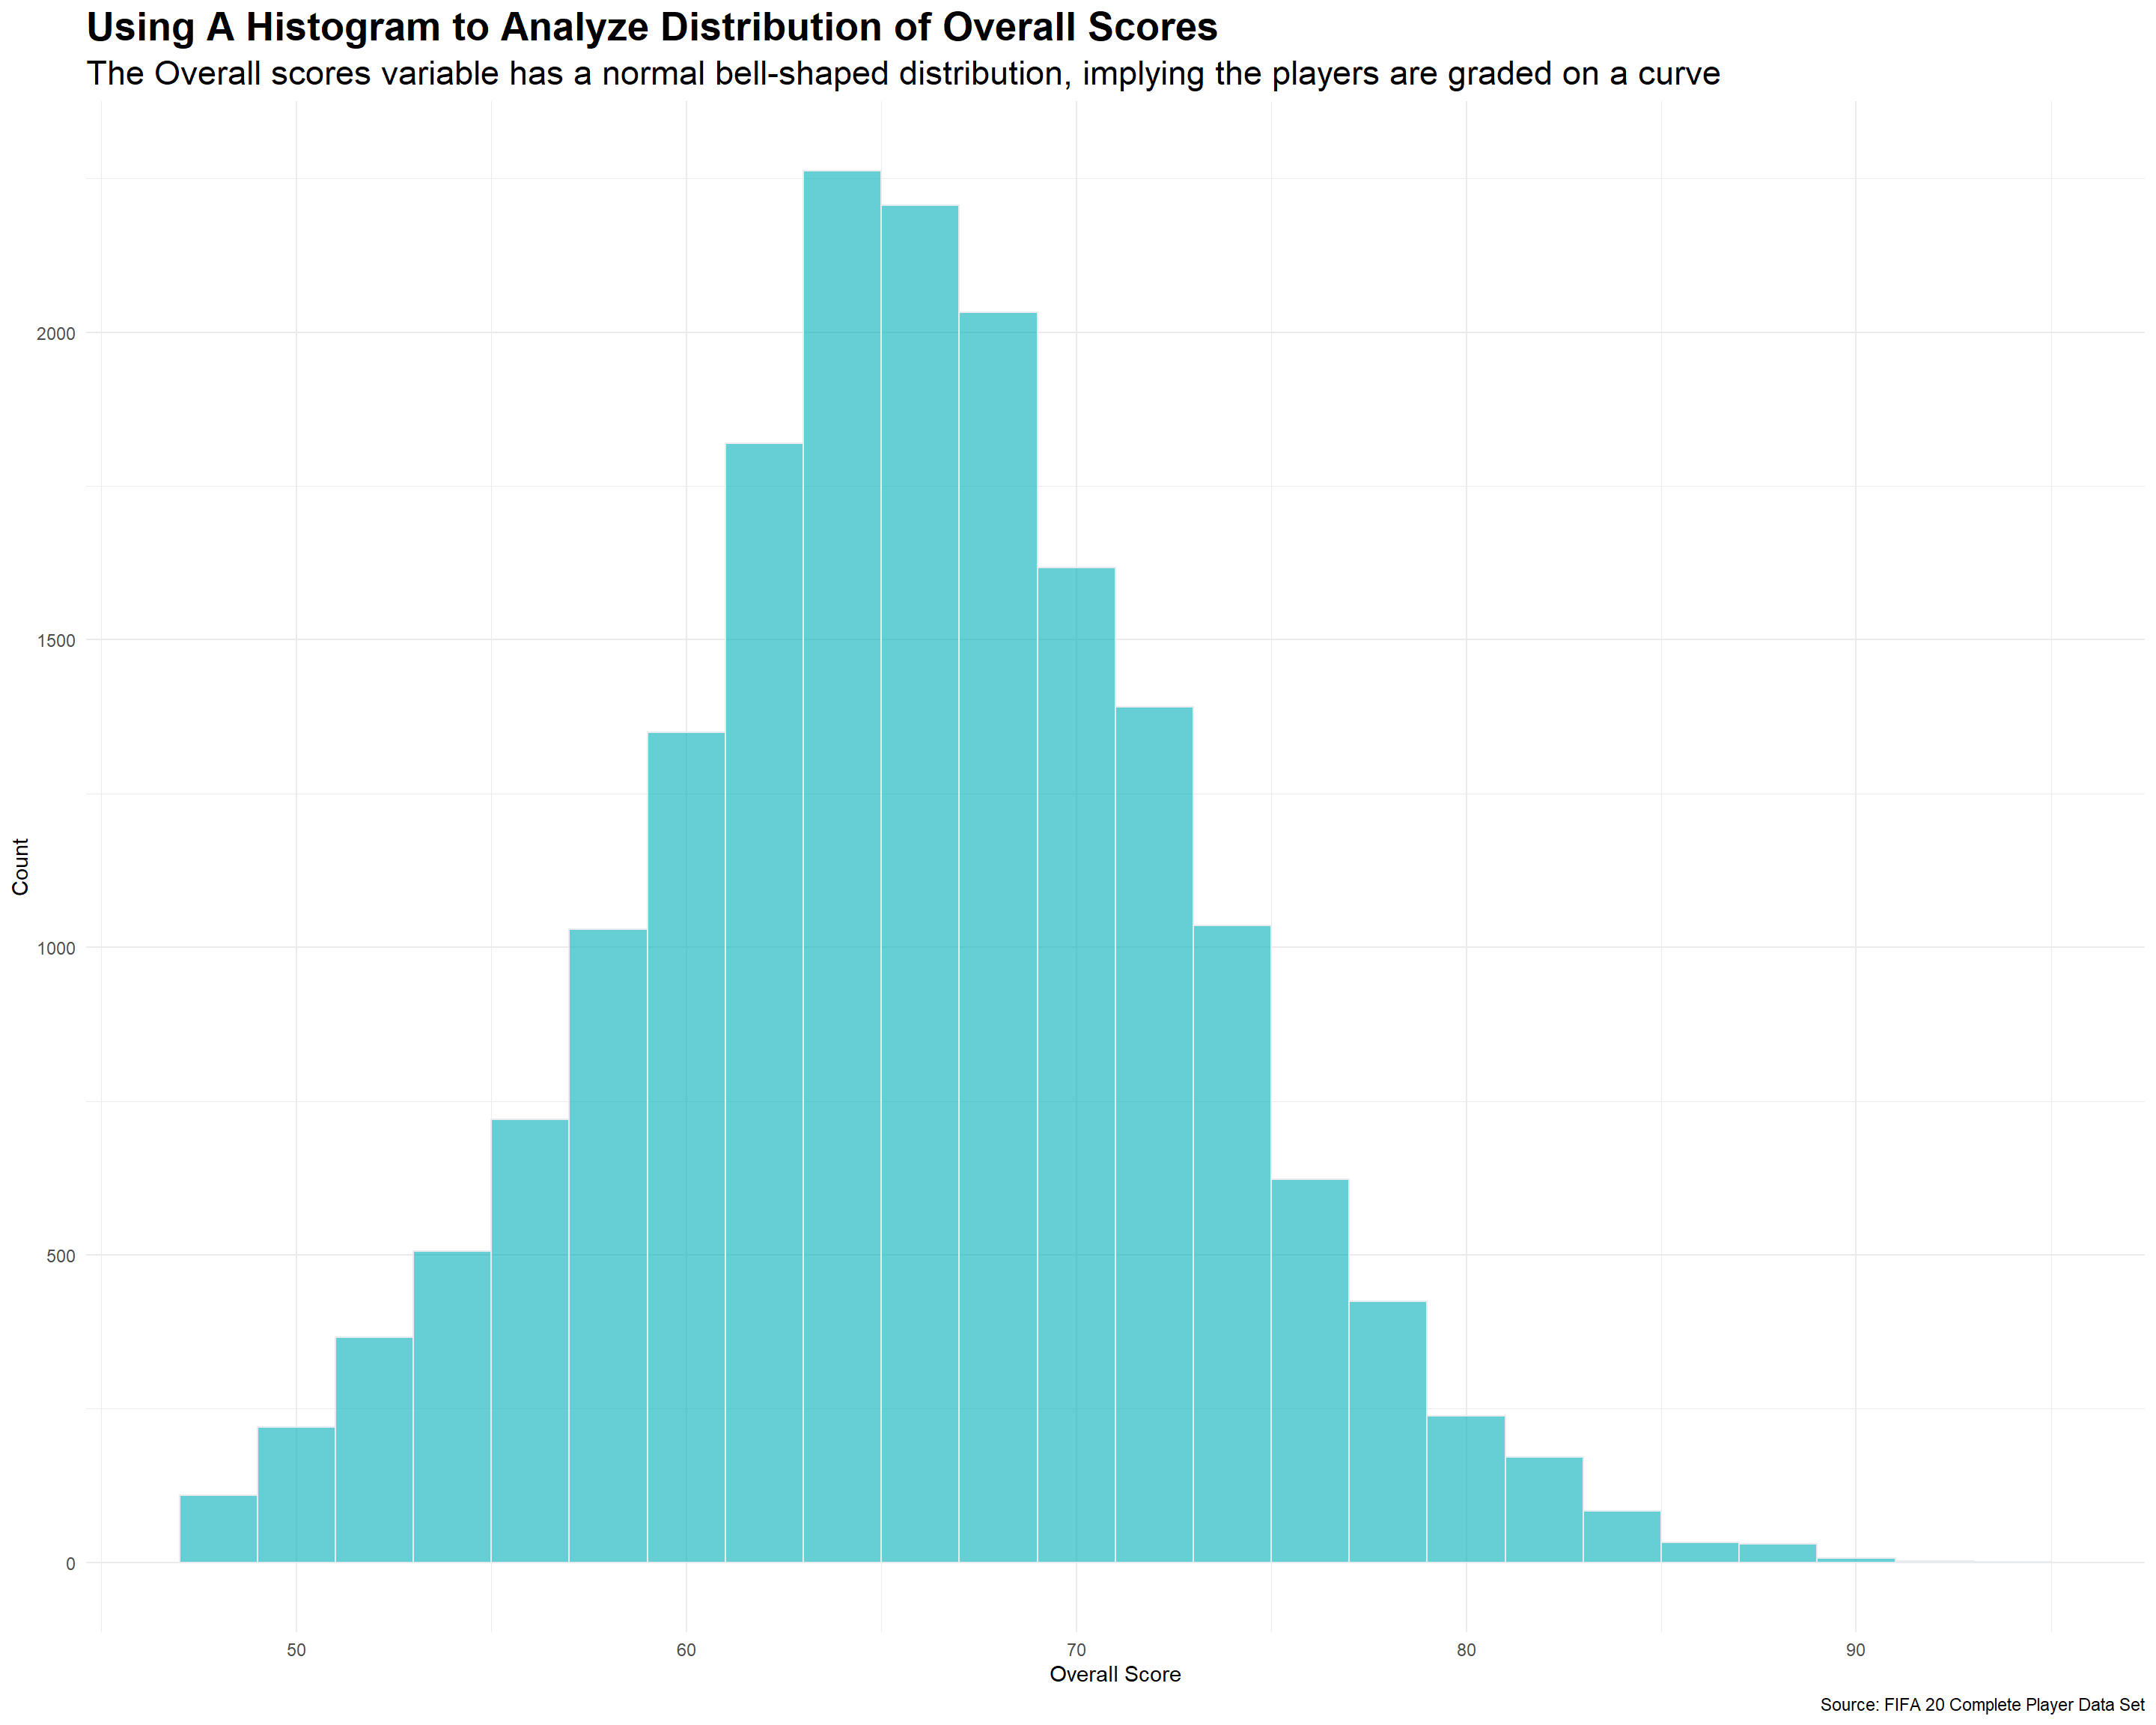 Using A Histogram to Analyze Distribution of Overall Scores
The Overall scores variable has a normal bell-shaped distribution, implying the players are graded on a curve
2000
1500
1000
500
0
Count
50 60 70 80 90
Overall Score
Source: FIFA 20 Complete Player Data Set